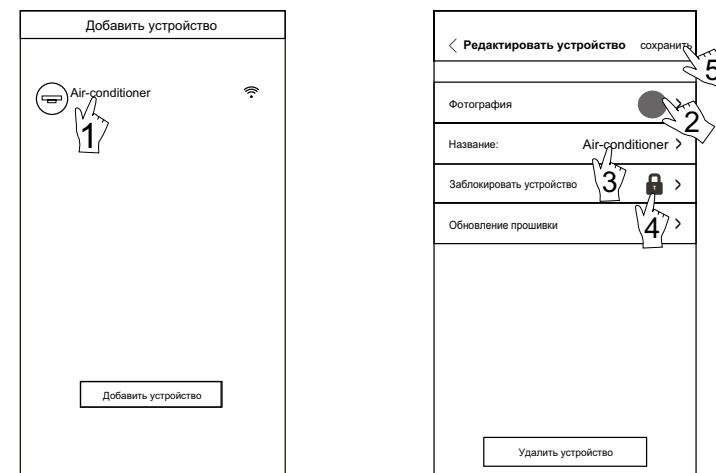 Добавить устройство
Air-conditioner
1
Добавить устройство
Редактировать устройство сохранить
5
Фотография
2
Название: Air-conditioner
3
Заблокировать устройство
4
Обновление прошивки
Удалить устройство